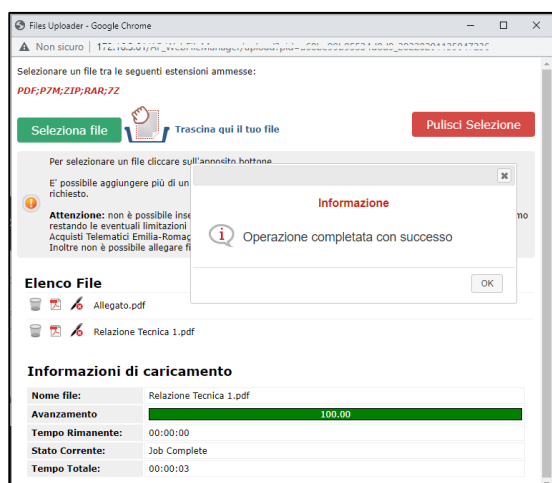 Files Uploader - Google Chrome
Non sicuro
Selezionare un file tra le seguenti estensioni ammesse:
PDF;P7M;ZIP;RAR;7Z
Seleziona file
Trascina qui il tuo file
Pulisci Selezione
Per selezionare un file cliccare sull'apposito bottone
E' possibile aggiungere più di un
richiesto.
Attenzione: non è possibile inse
mo
restando le eventuali limitazioni
Acquisti Telematici Emilia-Romag
Inoltre non è possibile allegare fi
Informazione
Operazione completata con successo
OK
Elenco File
Allegato.pdf
Relazione Tecnica 1.pdf
Informazioni di caricamento
Nome file: Relazione Tecnica 1.pdf
Avanzamento 100.00
Tempo Rimanente: 00:00:00
Stato Corrente: Job Complete
Tempo Totale: 00:00:03